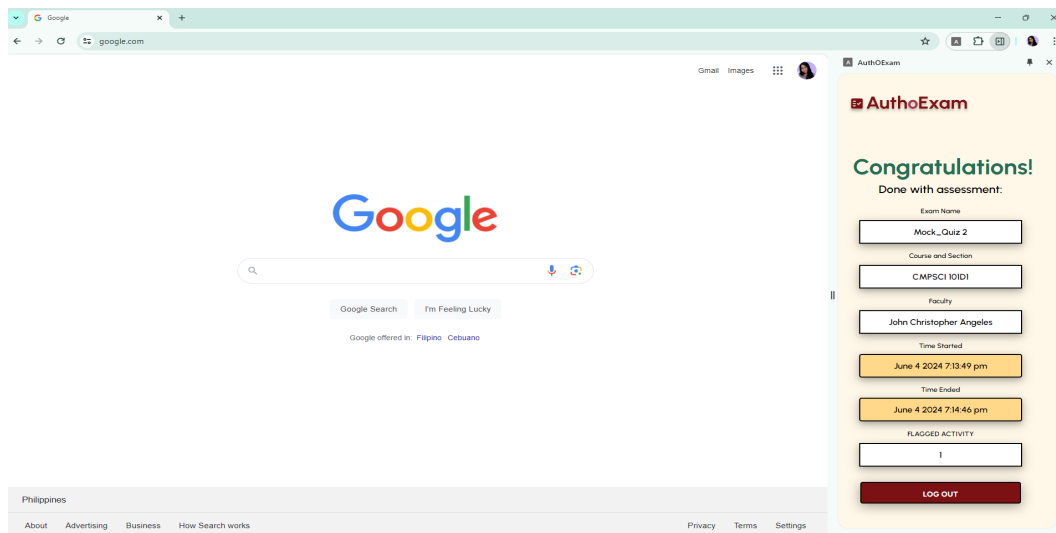 Google
google.com
Gmail Images
Google
Google Search I'm Feeling Lucky
Google offered in: Filipino Cebuano
Philippines
About Advertising Business How Search works Privacy Terms Settings
A AuthOExam
AuthoExam
Congratulations!
Done with assessment:
Exam Name
Mock_Quiz 2
Course and Section
CMPSCI 101D1
Faculty
John Christopher Angeles
Time Started
June 4 2024 7:13:49 pm
Time Ended
June 4 2024 7:14:46 pm
FLAGGED ACTIVITY
1
LOG OUT